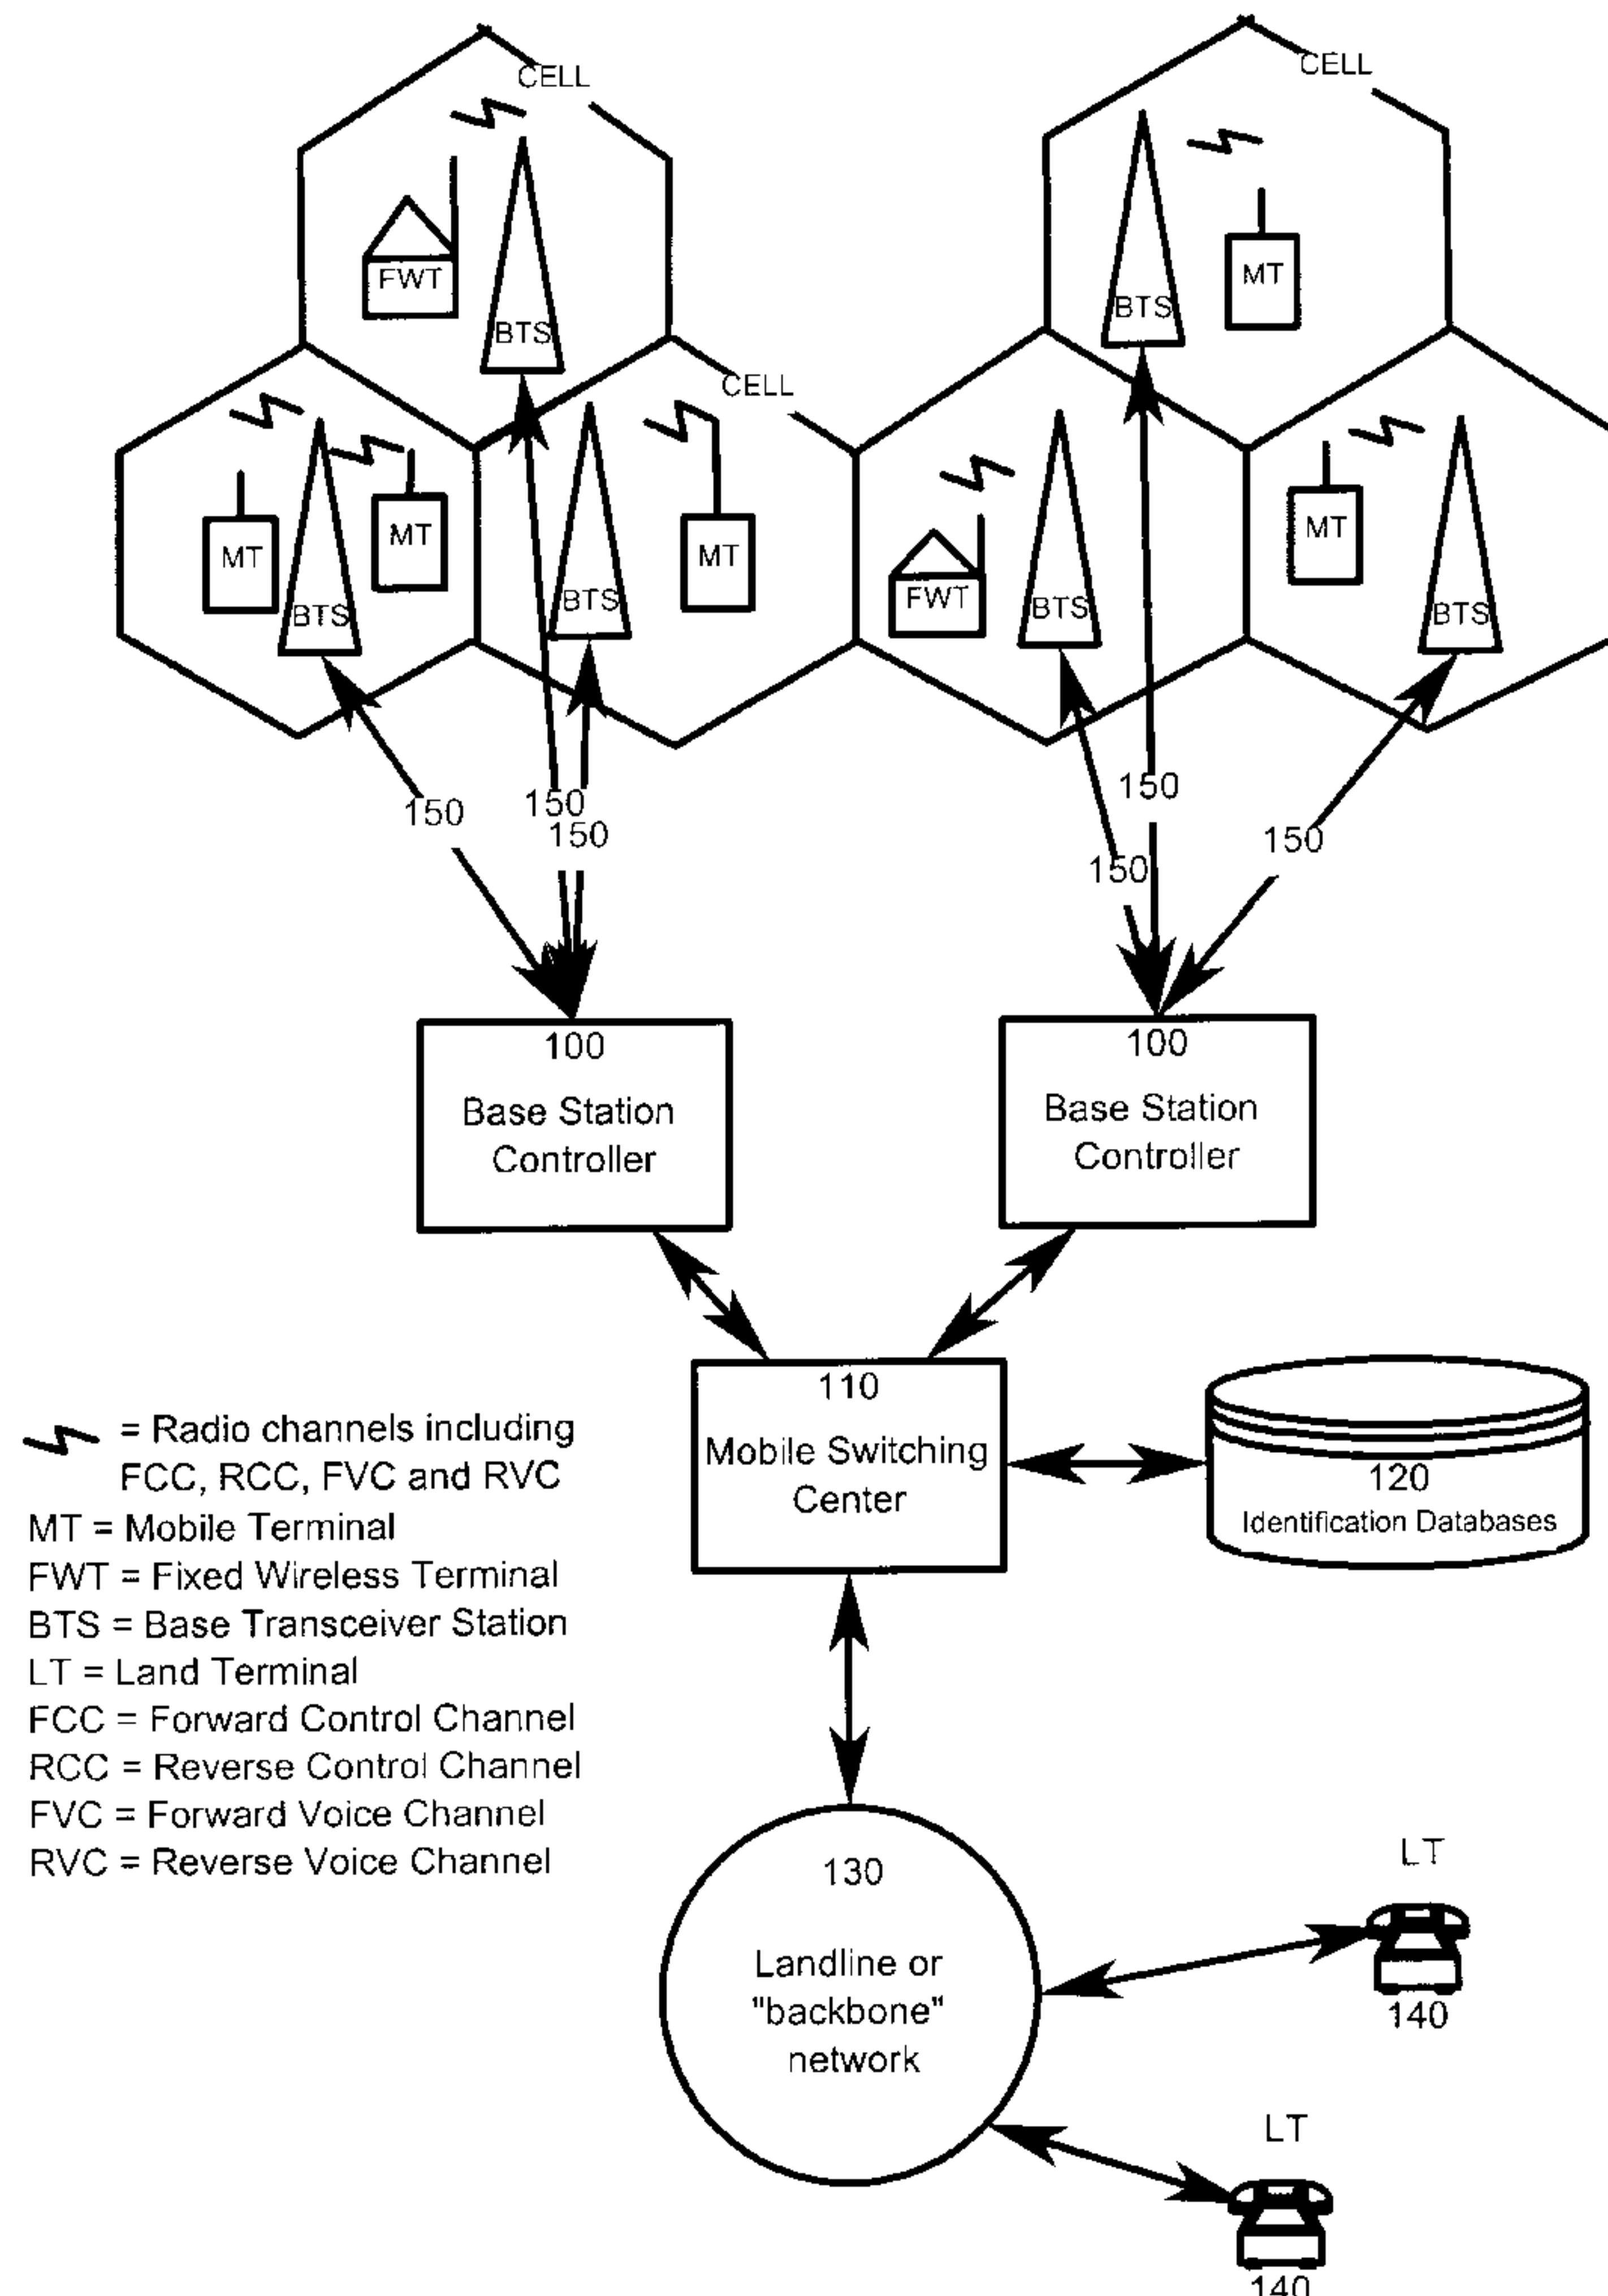 CELL
CELL
FWT
BTS
BTS
MT
CELL
MT
BTS
MT
BTS
MT
FWT
BTS
MT
BTS
150
150
150
150
150
150
100
Base Station
Controller
100
Base Station
Controller
110
Mobile Switching
Center
120
Identification Databases
= Radio channels including
FCC, RCC, FVC and RVC
MT = Mobile Terminal
FWT = Fixed Wireless Terminal
BTS = Base Transceiver Station
LT = Land Terminal
FCC = Forward Control Channel
RCC = Reverse Control Channel
FVC = Forward Voice Channel
RVC = Reverse Voice Channel
130
Landline or
"backbone"
network
LT
140
LT
140